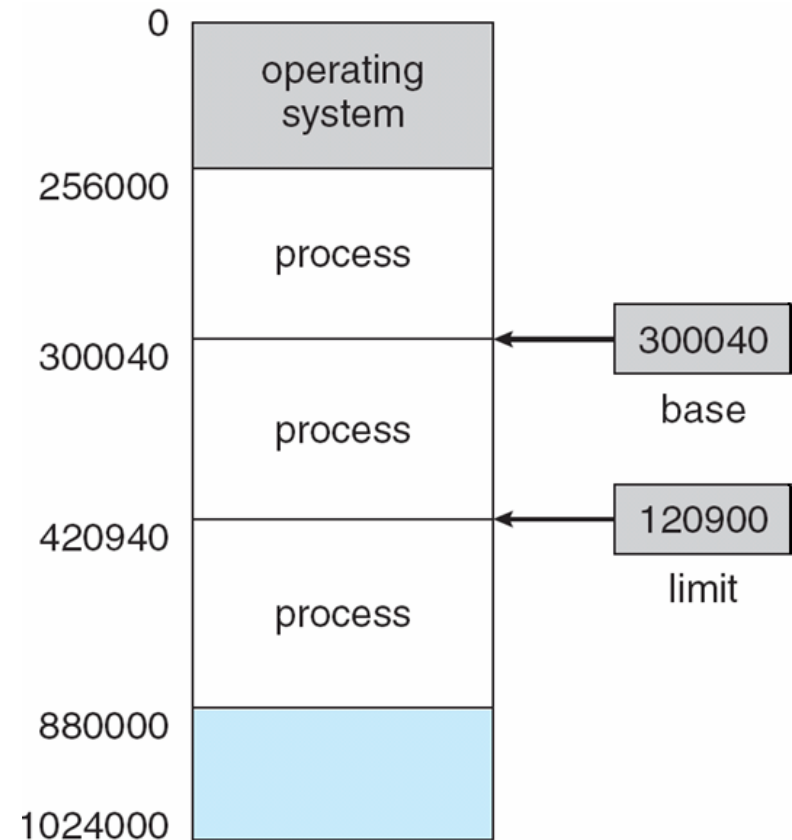 0
operating
system
256000
process
300040
300040
base
process
420940
120900
limit
process
880000
1024000